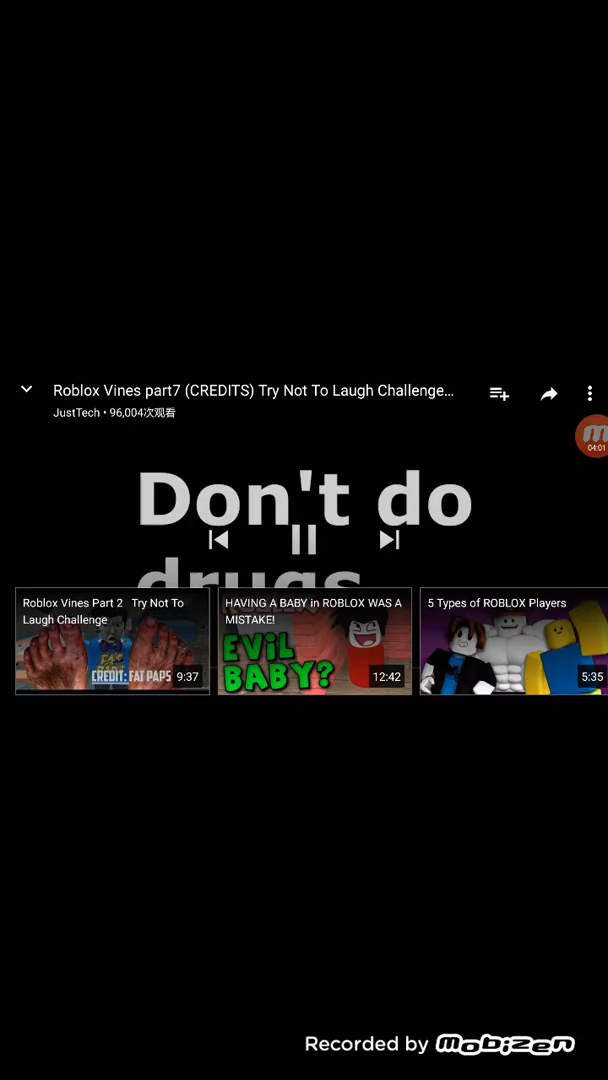 Roblox Vines part7 (CREDITS) Try Not To Laugh Challenge...
JustTech • 96,004次观看
04:01
Don't do
drugs
Roblox Vines Part 2 Try Not To
Laugh Challenge
CREDIT: FAT PAPS
9:37
HAVING A BABY in ROBLOX WAS A
MISTAKE!
EViL
BABY?
12:42
5 Types of ROBLOX Players
5:35
Recorded by mobizen